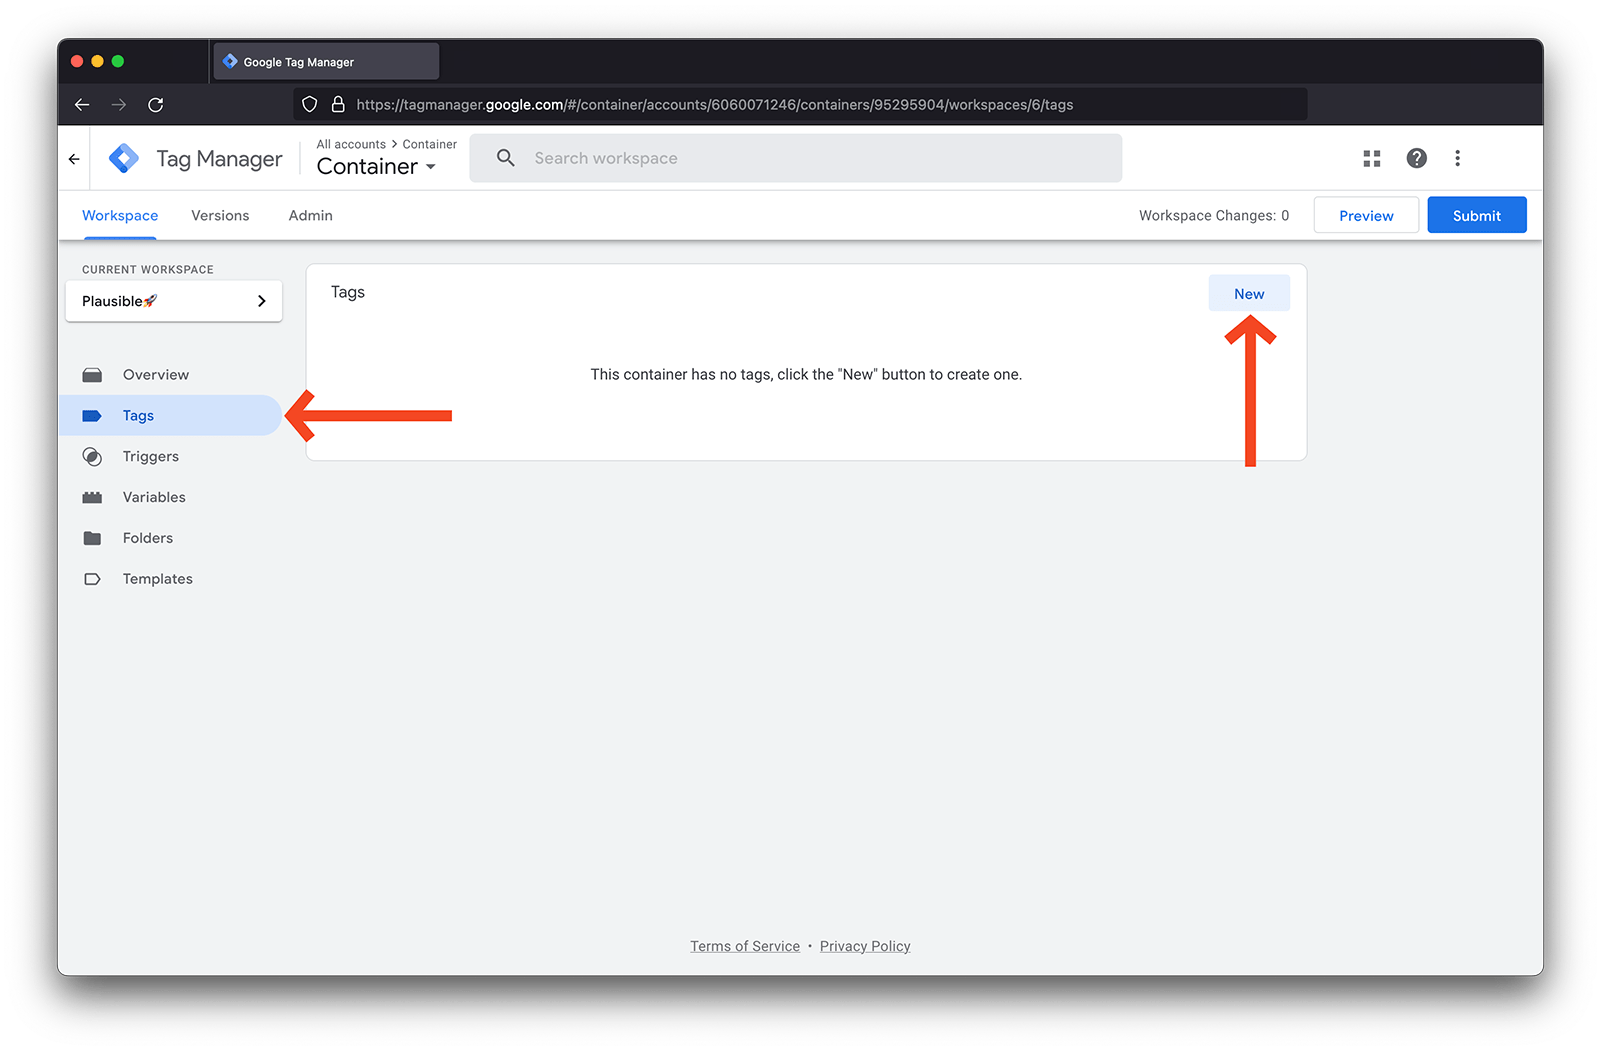 Google Tag Manager
https://tagmanager.google.com/#/container/accounts/6060071246/containers/95295904/workspaces/6/tags
Tag Manager
All accounts > Container
Container
Search workspace
Workspace
Versions
Admin
Workspace Changes: 0
Preview
Submit
CURRENT WORKSPACE
Plausible🚀
Tags
New
This container has no tags, click the "New" button to create one.
Overview
Tags
Triggers
Variables
Folders
Templates
Terms of Service • Privacy Policy